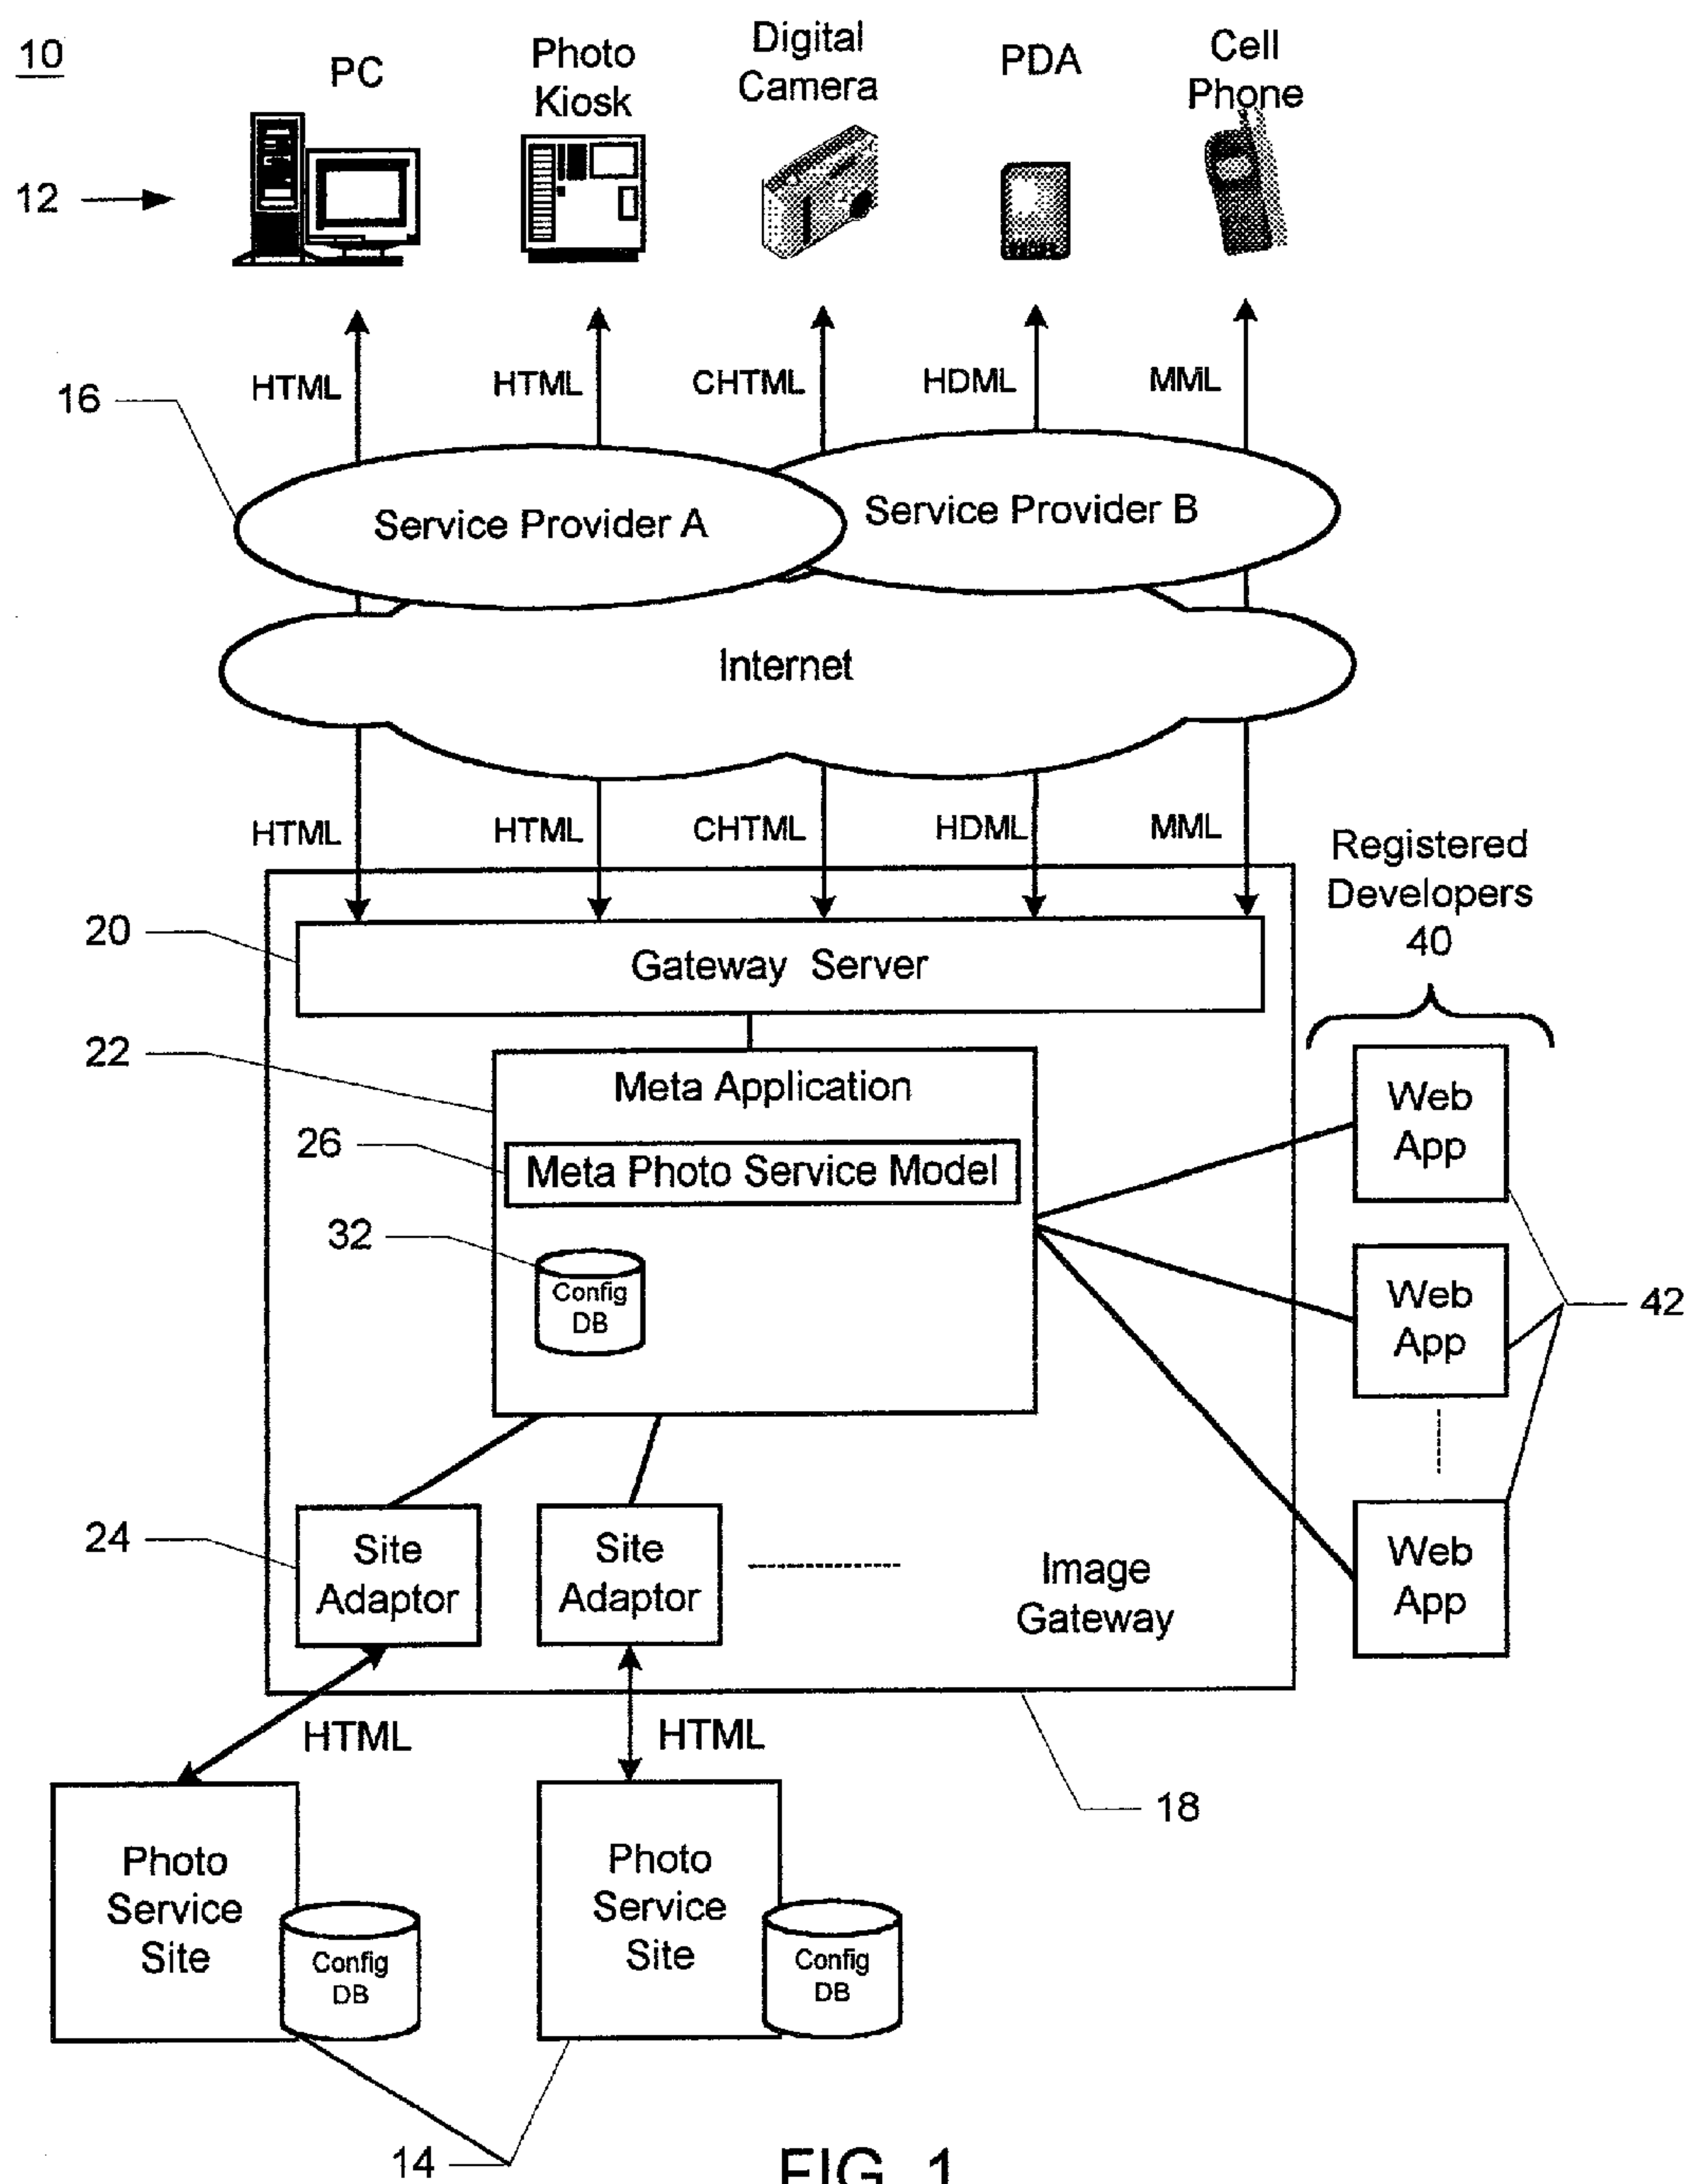 10
PC
Photo
Kiosk
Digital
Camera
PDA
Cell
Phone
12
HTML
HTML
CHTML
HDML
MML
16
Service Provider A
Service Provider B
Internet
HTML
HTML
CHTML
HDML
MML
Registered
Developers
40
20
Gateway Server
22
Meta Application
26
Meta Photo Service Model
32
Config
DB
Web
App
Web
App
42
Web
App
24
Site
Adaptor
Site
Adaptor
Image
Gateway
HTML
HTML
18
Photo
Service
Site
Config
DB
Photo
Service
Site
Config
DB
14
FIG. 1